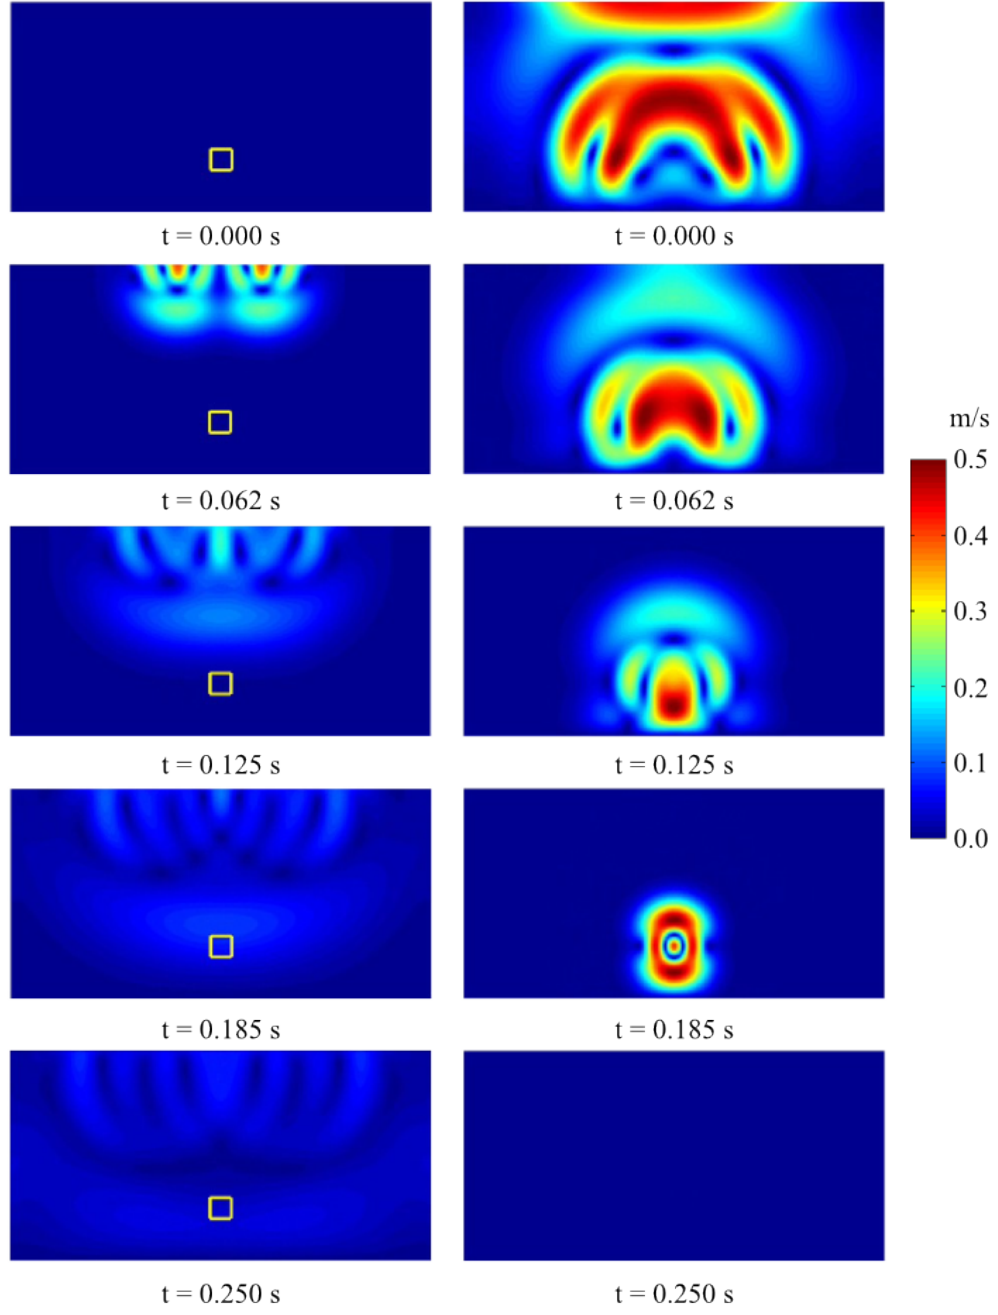 t = 0.000 s
t = 0.000 s
t = 0.062 s
t = 0.062 s
m/s
0.5
0.4
0.3
0.2
0.1
0.0
t = 0.125 s
t = 0.125 s
t = 0.185 s
t = 0.185 s
t = 0.250 s
t = 0.250 s